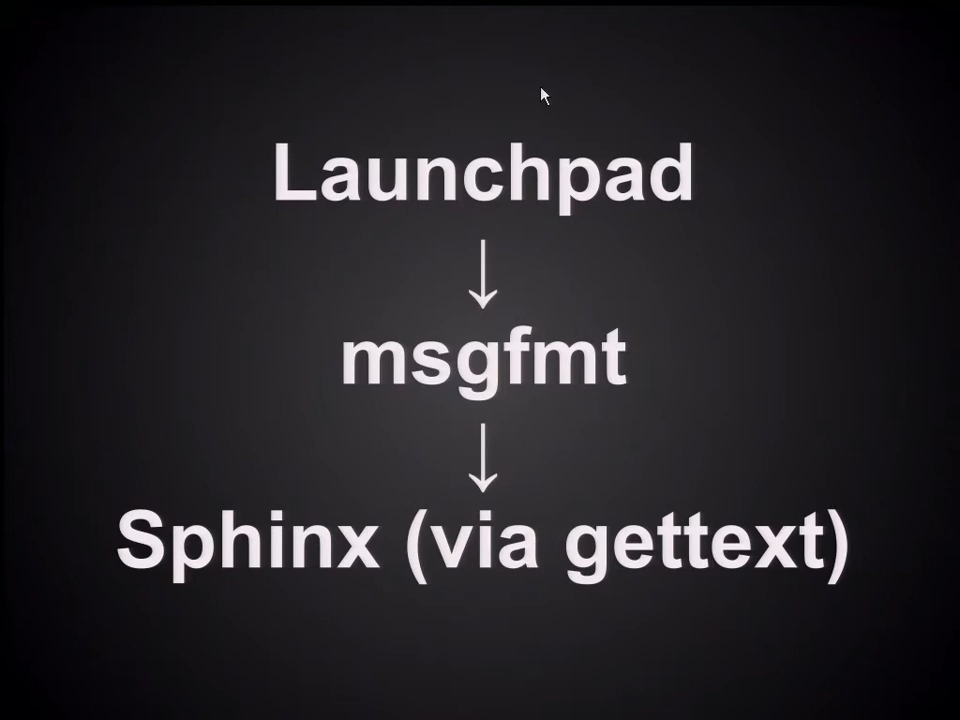 Launchpad
↓
msgfmt
↓
Sphinx (via gettext)